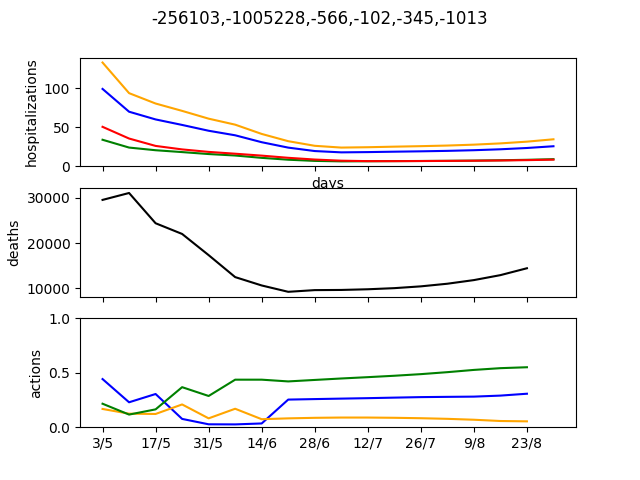 -256103,-1005228,-566,-102,-345,-1013
hospitalizations
100
50
0
days
deaths
30000
20000
10000
actions
1.0
0.5
0.0
3/5 17/5 31/5 14/6 28/6 12/7 26/7 9/8 23/8